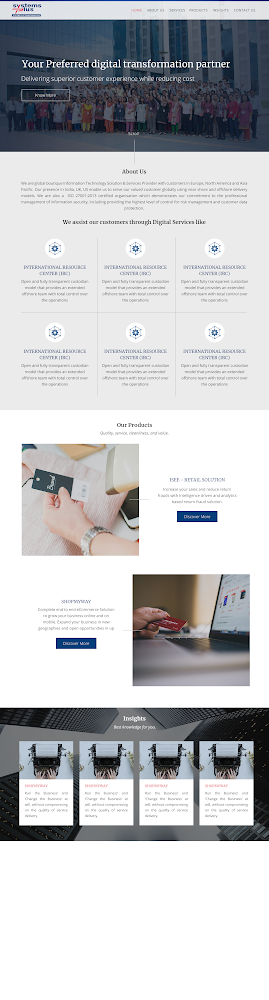 systems
plus
HOME ABOUT US SERVICES PRODUCTS INSIGHTS CONTACT US
Your Preferred digital transformation partner
Delivering superior customer experience while reducing cost
Know More
About Us
We are global boutique Information Technology Solution & Services Provider with customers in Europe, North America and Asia
Pacific. Our presence in India, UK, US enable us to serve our valued customer globally using near shore and offshore delivery
models. We are also a ISO 27001:2013 certified organization which demonstrates our commitment to the professional
management of information security, including providing the highest level of control for risk management and customer data
protection.
We assist our customers through Digital Services like
INTERNATIONAL RESOURCE
CENTER (IRC)
Open and fully transparent custodian
model that provides an extended
offshore team with total control over
the operations
INTERNATIONAL RESOURCE
CENTER (IRC)
Open and fully transparent custodian
model that provides an extended
offshore team with total control over
the operations
INTERNATIONAL RESOURCE
CENTER (IRC)
Open and fully transparent custodian
model that provides an extended
offshore team with total control over
the operations
INTERNATIONAL RESOURCE
CENTER (IRC)
Open and fully transparent custodian
model that provides an extended
offshore team with total control over
the operations
INTERNATIONAL RESOURCE
CENTER (IRC)
Open and fully transparent custodian
model that provides an extended
offshore team with total control over
the operations
INTERNATIONAL RESOURCE
CENTER (IRC)
Open and fully transparent custodian
model that provides an extended
offshore team with total control over
the operations
Our Products
Quality, service, cleanliness, and value.
ISEE - RETAIL SOLUTION
Increase your sales and reduce return
frauds with intelligence driven and analytics
based return fraud solution.
Discover More
SHOPMYWAY
Complete end to end eCommerce Solution
to grow your business online and on
mobile. Expand your business in new
geographies and open opportunities in up
Discover More
Insights
Best knowledge for you.
SHOPMYWAY
Run the Business and
Change the Business at
will, without compromising
on the quality of service
delivery.
SHOPMYWAY
Run the Business and
Change the Business at
will, without compromising
on the quality of service
delivery.
SHOPMYWAY
Run the Business and
Change the Business at
will, without compromising
on the quality of service
delivery.
SHOPMYWAY
Run the Business and
Change the Business at
will, without compromising
on the quality of service
delivery.